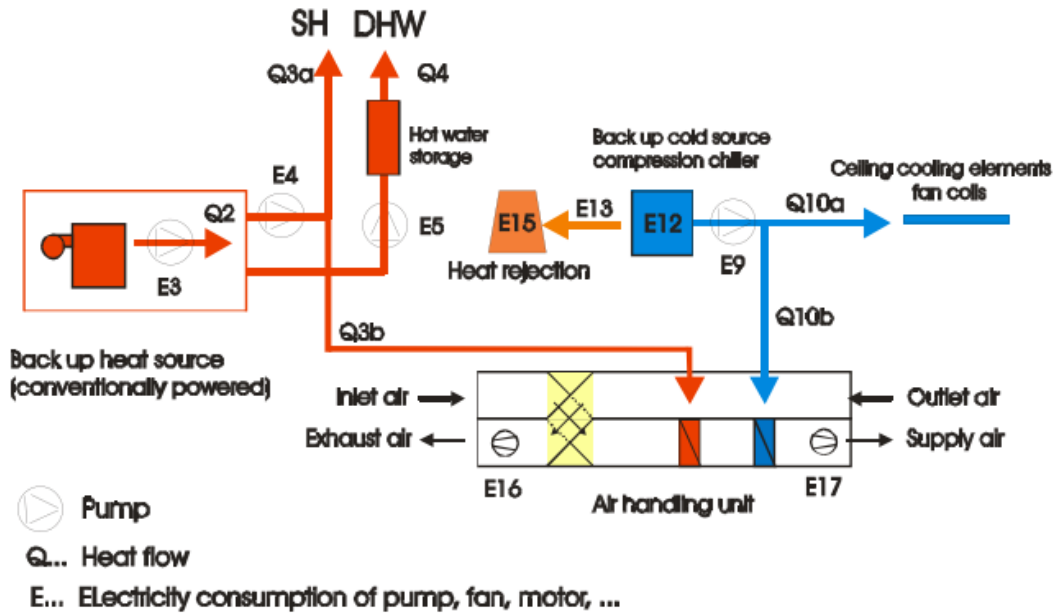 SH DHW
Q3a
Q4
Hot water
storage
Back up cold source
compression chiller
Ceiling cooling elements
fan coils
E4
Q2
E5
E3
E15
E13
E12
E9
Q10a
Heat rejection
Q3b
Q10b
Back up heat source
(conventionally powered)
Inlet air
Outlet air
Exhaust air
Supply air
E16
E17
Air handling unit
Pump
Q... Heat flow
E... ELectricity consumption of pump, fan, motor, ...